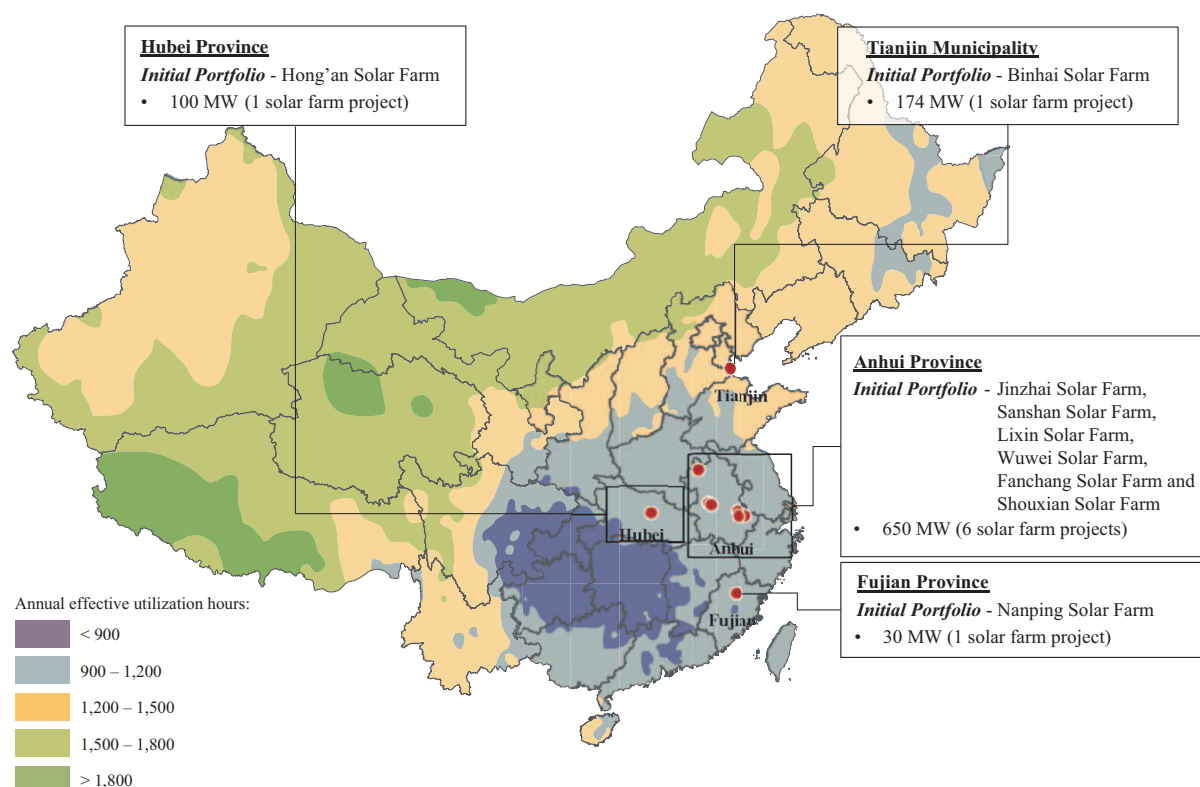 Hubei Province
Initial Portfolio - Hong’an Solar Farm
• 100 MW (1 solar farm project)
Tianjin Municipality
Initial Portfolio - Binhai Solar Farm
• 174 MW (1 solar farm project)
Anhui Province
Initial Portfolio - Jinzhai Solar Farm,
Sanshan Solar Farm,
Lixin Solar Farm,
Wuwei Solar Farm,
Fanchang Solar Farm and
Shouxian Solar Farm
• 650 MW (6 solar farm projects)
Fujian Province
Initial Portfolio - Nanping Solar Farm
• 30 MW (1 solar farm project)
Tianjin
Hubei
Anhui
Fujian
Annual effective utilization hours:
< 900
900 – 1,200
1,200 – 1,500
1,500 – 1,800
> 1,800